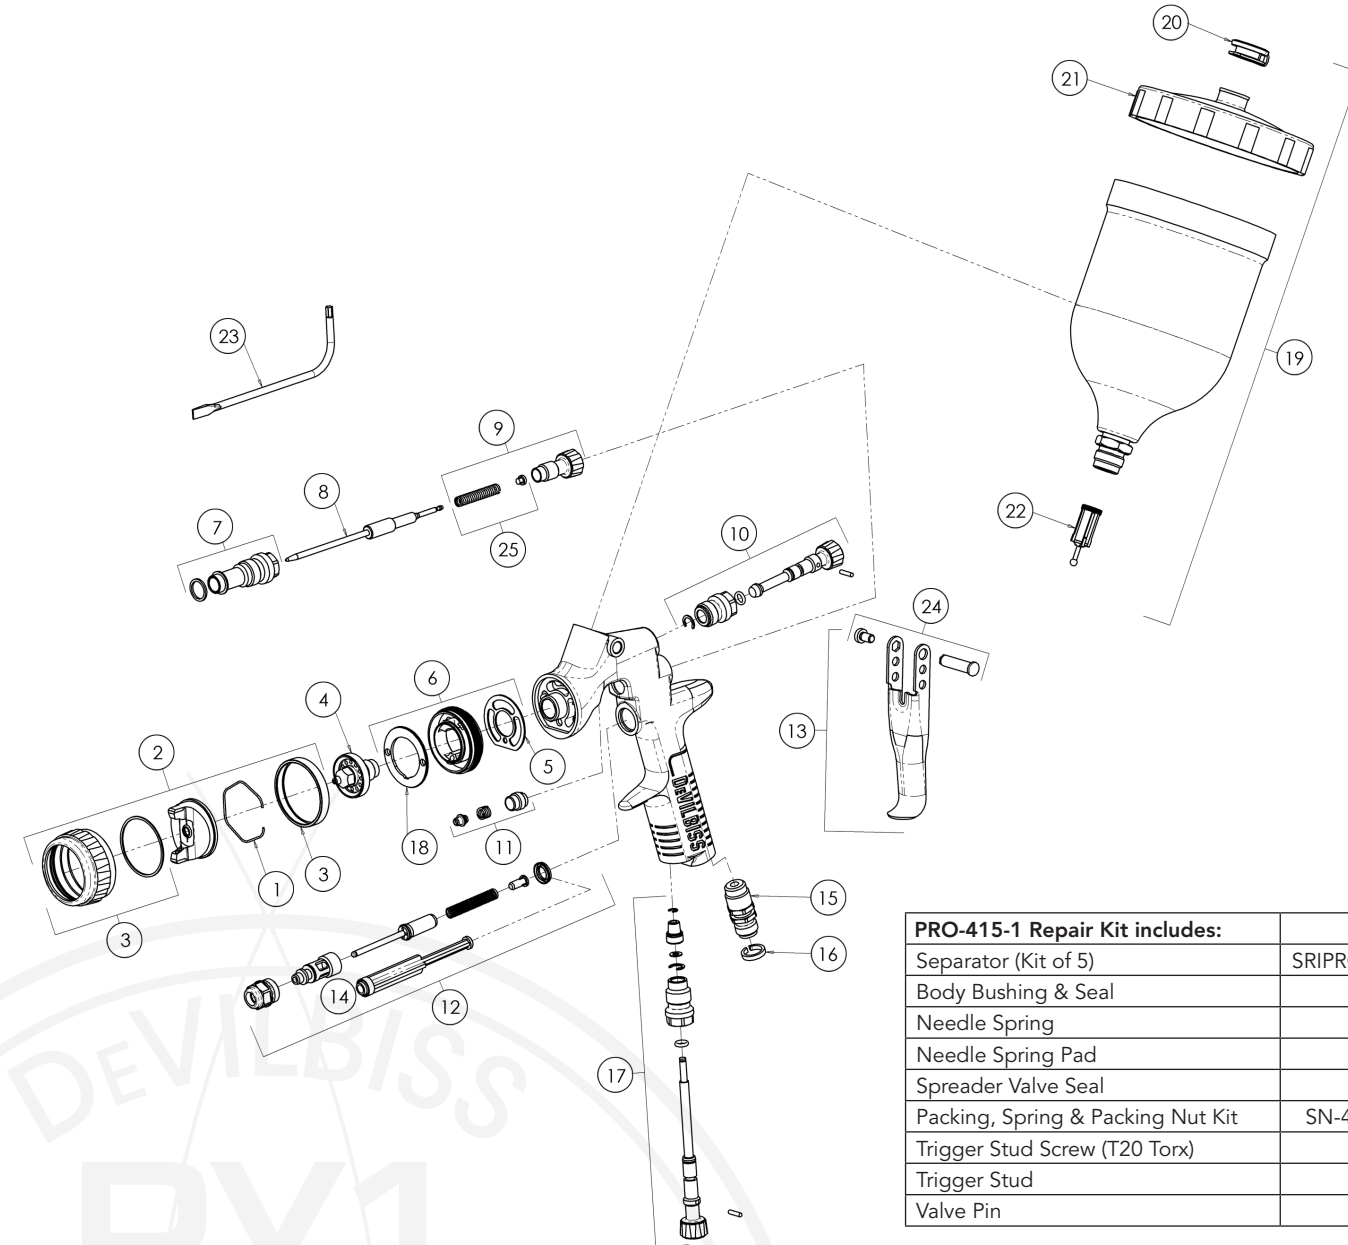 20
21
19
23
9
8
7
25
22
10
24
6
4
13
2
5
DEVILBISS
18
11
1
3
3
15
16
14
12
17
DEVILBISS
PRO-415-1 Repair Kit includes:
Separator (Kit of 5)
Body Bushing & Seal
Needle Spring
Needle Spring Pad
Spreader Valve Seal
Packing, Spring & Packing Nut Kit SN-4
Trigger Stud Screw (T20 Torx)
Trigger Stud
Valve Pin